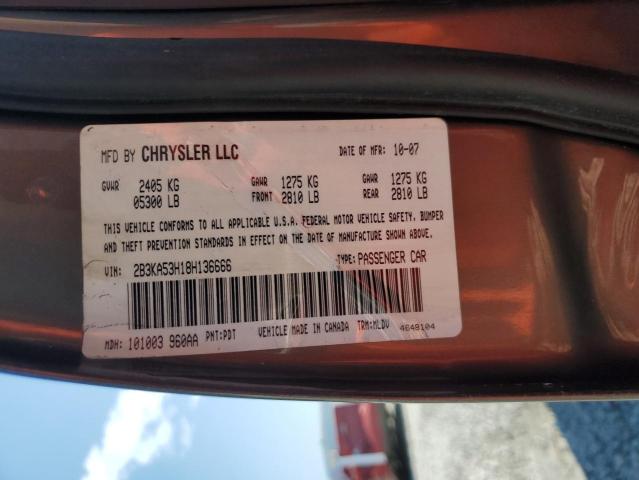 MFD BY CHRYSLER LLC DATE OF MFR: 10-07
GVWR 2405 KG GAWR 1275 KG GAWR 1275 KG
05300 LB FRONT 2810 LB REAR 2810 LB
THIS VEHICLE CONFORMS TO ALL APPLICABLE U.S.A. FEDERAL MOTOR VEHICLE SAFETY, BUMPER
AND THEFT PREVENTION STANDARDS IN EFFECT ON THE DATE OF MANUFACTURE SHOWN ABOVE.
VIN: 2B3KA53H18H136666 TYPE: PASSENGER CAR
MDH: 101003 960AA PNT: PDT VEHICLE MADE IN CANADA TRM: MLDV 4648104